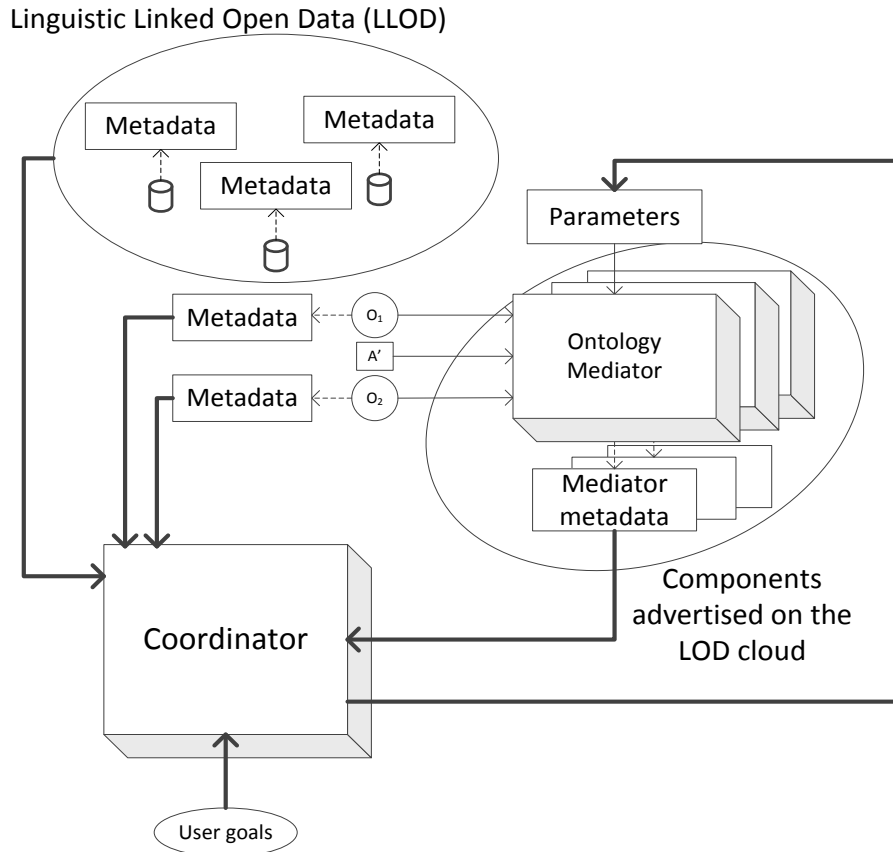 Linguistic Linked Open Data (LLOD)
Metadata
Metadata
Metadata
Parameters
Metadata
O₁
Ontology
Mediator
A'
Metadata
O₂
Mediator
metadata
Components
advertised on the
LOD cloud
Coordinator
User goals